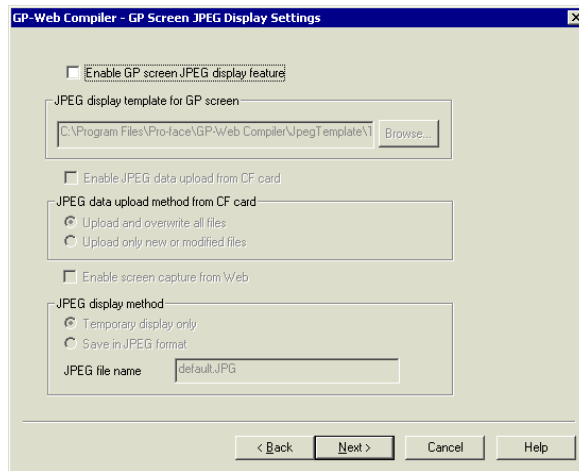 GP-Web Compiler - GP Screen JPEG Display Settings
Enable GP screen JPEG display feature
JPEG display template for GP screen
C:\Program Files\Pro-face\GP-Web Compiler\JpegTemplate\1 Browse...
Enable JPEG data upload from CF card
JPEG data upload method from CF card
Upload and overwrite all files
Upload only new or modified files
Enable screen capture from Web
JPEG display method
Temporary display only
Save in JPEG format
JPEG file name default.JPG
< Back Next > Cancel Help